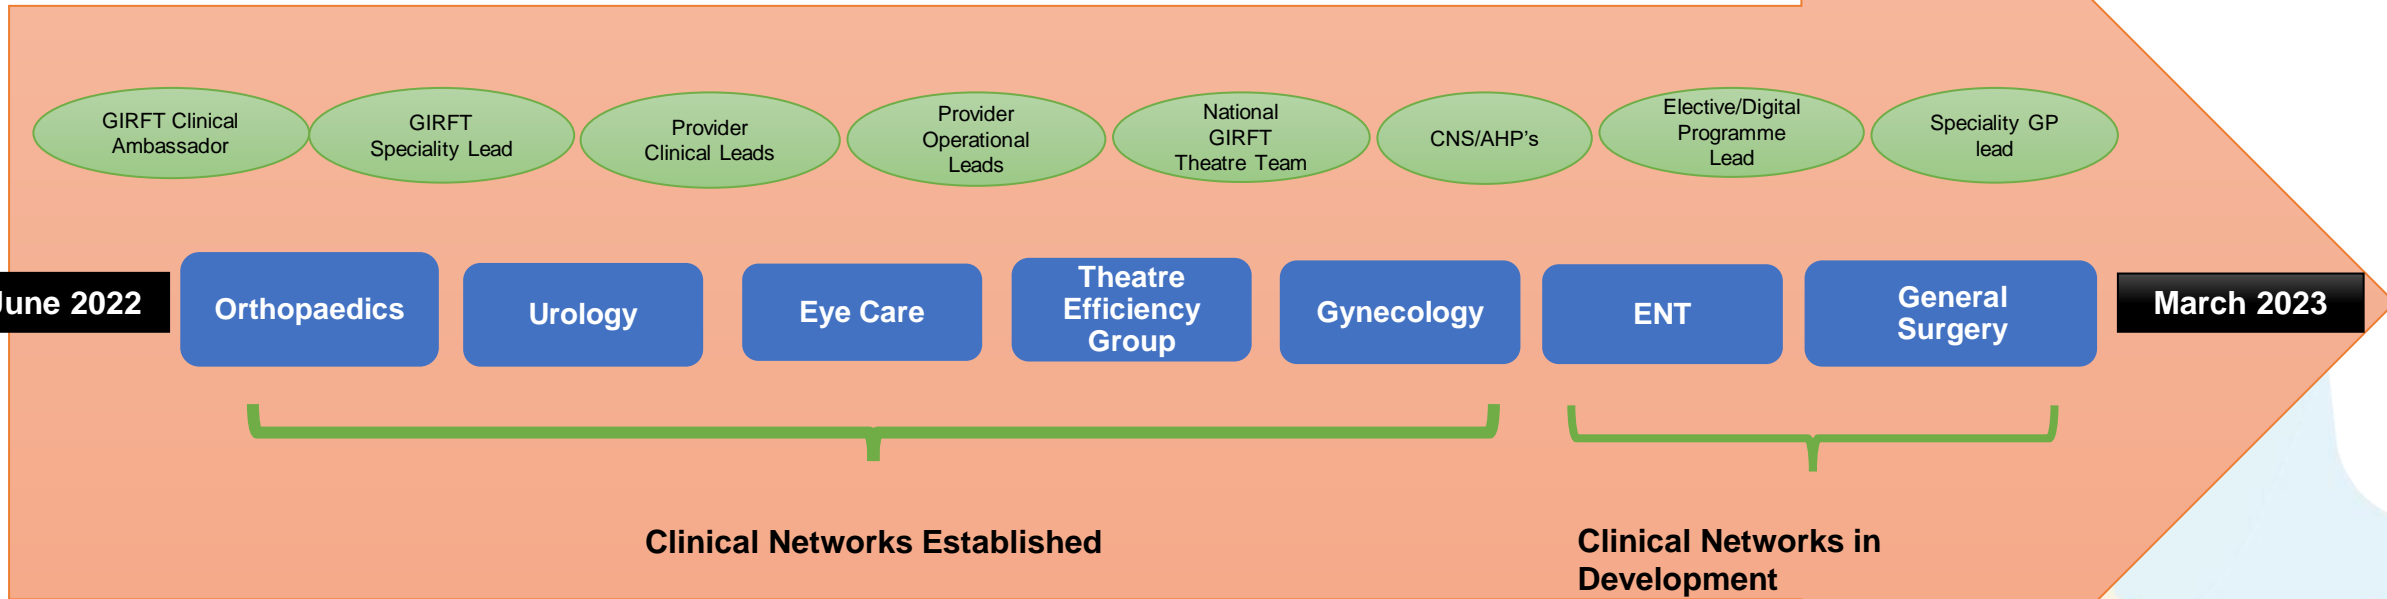 GIRFT Clinical
Ambassador
GIRFT
Speciality Lead
Provider
Clinical Leads
Provider
Operational
Leads
National
GIRFT
Theatre Team
CNS/AHP’s
Elective/Digital
Programme
Lead
Speciality GP
lead
June 2022
Orthopaedics
Urology
Eye Care
Theatre
Efficiency
Group
Gynecology
ENT
General
Surgery
March 2023
Clinical Networks Established
Clinical Networks in
Development